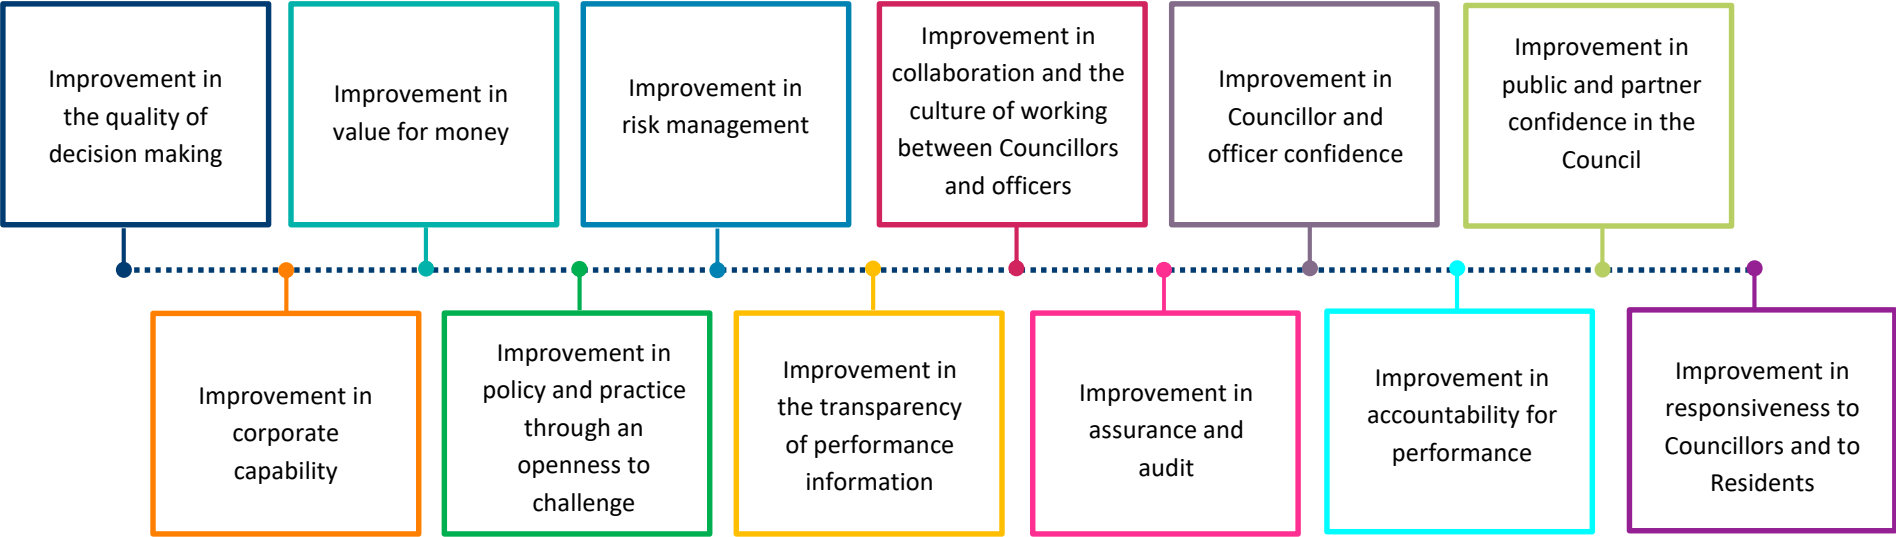 Improvement in
the quality of
decision making
Improvement in
value for money
Improvement in
risk management
Improvement in
collaboration and the
culture of working
between Councillors
and officers
Improvement in
Councillor and
officer confidence
Improvement in
public and partner
confidence in the
Council
Improvement in
corporate
capability
Improvement in
policy and practice
through an
openness to
challenge
Improvement in
the transparency
of performance
information
Improvement in
assurance and
audit
Improvement in
accountability for
performance
Improvement in
responsiveness to
Councillors and to
Residents